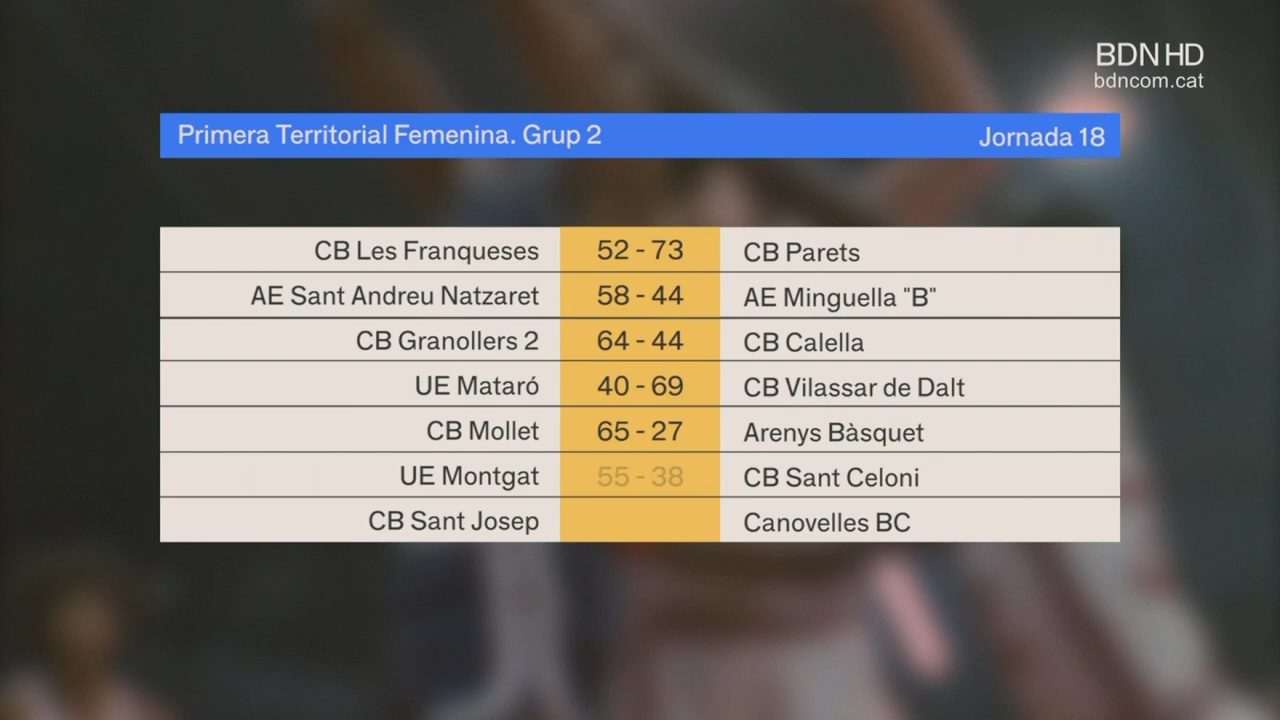 BDN HD
bdncom.cat
Primera Territorial Femenina. Grup 2 Jornada 18
CB Les Franqueses 52 - 73 CB Parets
AE Sant Andreu Natzaret 58 - 44 AE Minguella "B"
CB Granollers 2 64 - 44 CB Calella
UE Mataró 40 - 69 CB Vilassar de Dalt
CB Mollet 65 - 27 Arenys Bàsquet
UE Montgat 55 - 38 CB Sant Celoni
CB Sant Josep Canovelles BC